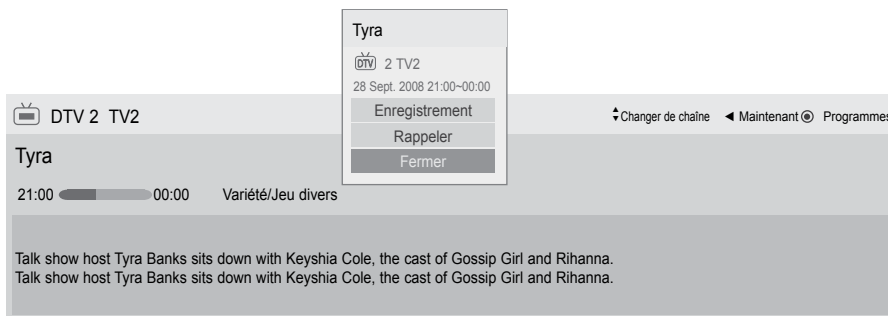 Tyra
DTV 2 TV2
28 Sept. 2008 21:00~00:00
Enregistrement
Rappeler
Fermer
DTV 2 TV2
Changer de chaîne ◄ Maintenant Programmes
Tyra
21:00 00:00 Variété/Jeu divers
Talk show host Tyra Banks sits down with Keyshia Cole, the cast of Gossip Girl and Rihanna.
Talk show host Tyra Banks sits down with Keyshia Cole, the cast of Gossip Girl and Rihanna.